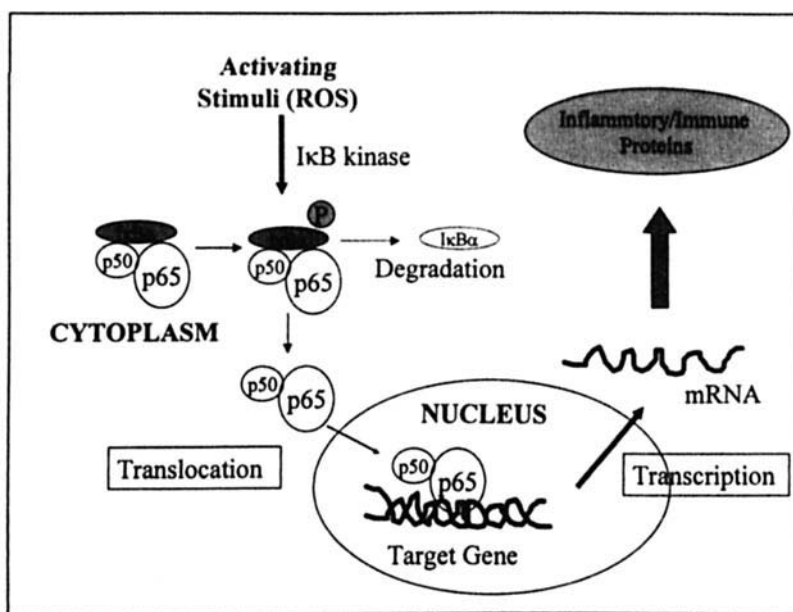 Activating
Stimuli (ROS)
IκB kinase
Inflammtory/Immune
Proteins
P
p50
p65
p50
p65
IκBα
Degradation
CYTOPLASM
p50
p65
mRNA
NUCLEUS
Translocation
p50
p65
Transcription
Target Gene